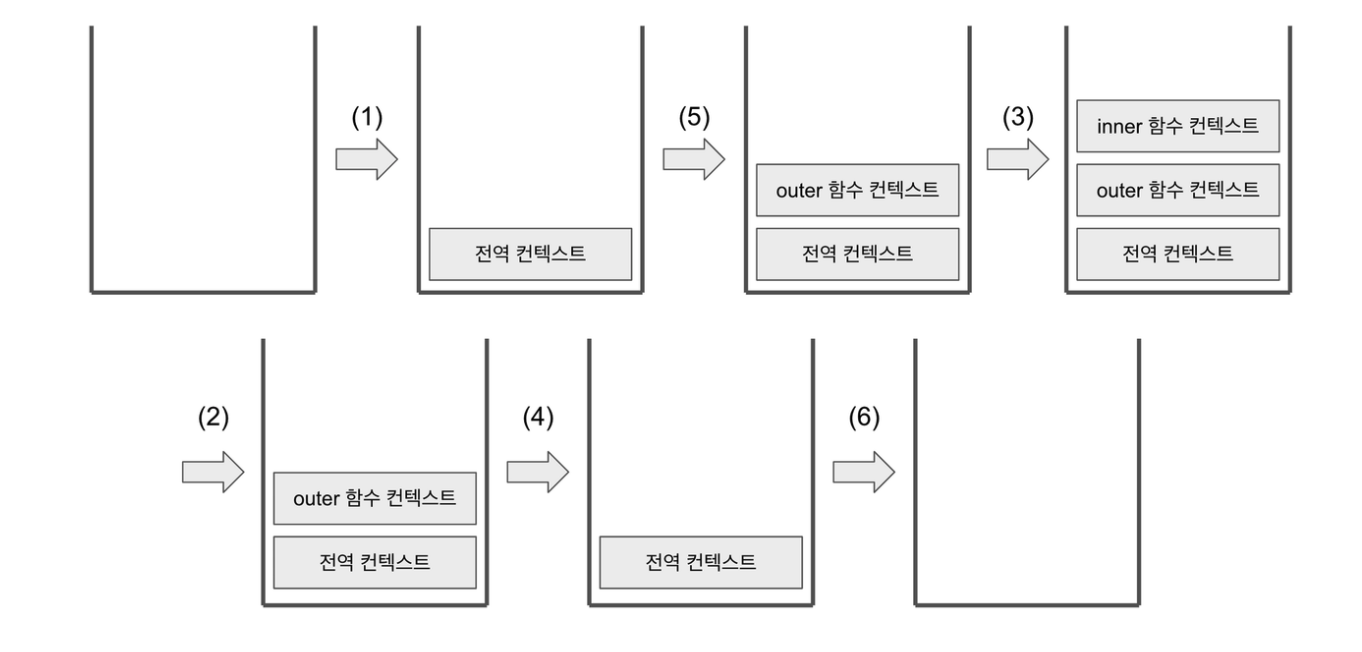 (1)
전역 컨텍스트
(5)
outer 함수 컨텍스트
전역 컨텍스트
(3)
inner 함수 컨텍스트
outer 함수 컨텍스트
전역 컨텍스트
(2)
outer 함수 컨텍스트
전역 컨텍스트
(4)
전역 컨텍스트
(6)